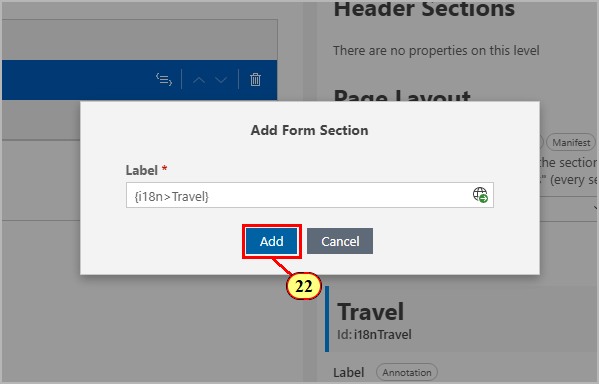 Header Sections
There are no properties on this level
Page Layout
Manifest
the section
s" (every se
Add Form Section
Label *
{i18n>Travel}
Add
Cancel
22
Travel
Id: i18nTravel
Label
Annotation